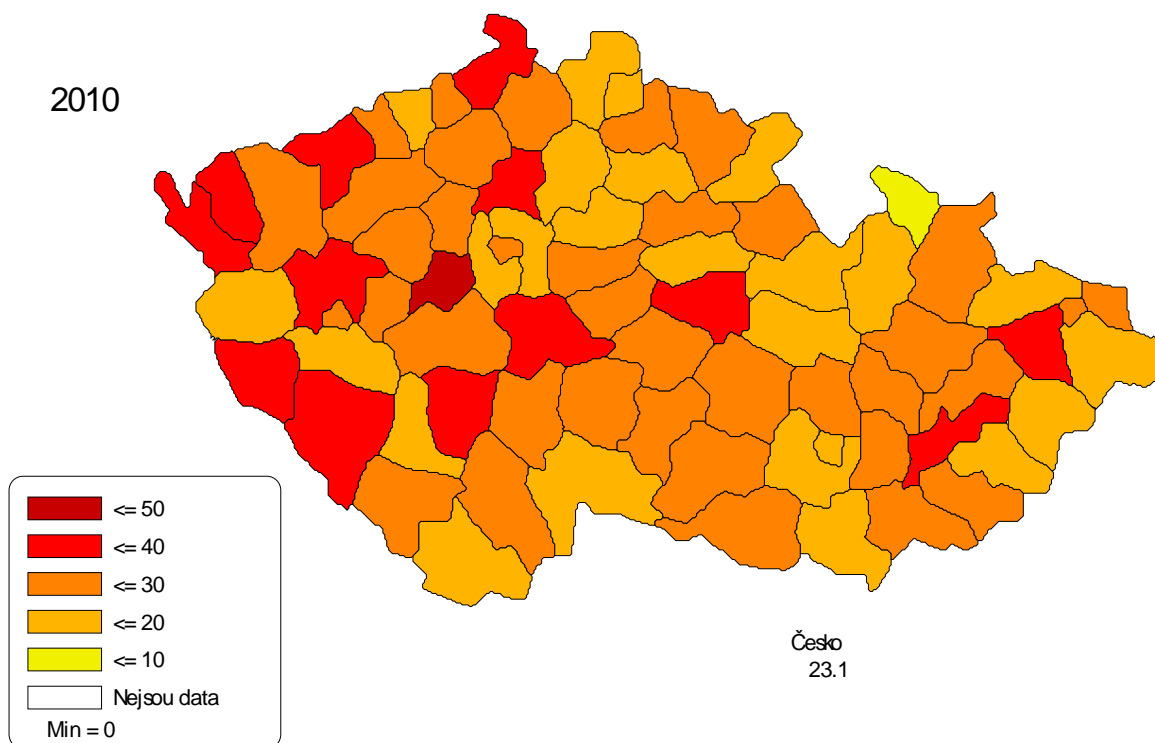 2010
<= 50
<= 40
<= 30
<= 20
<= 10
Nejsou data
Min = 0
Česko
23.1